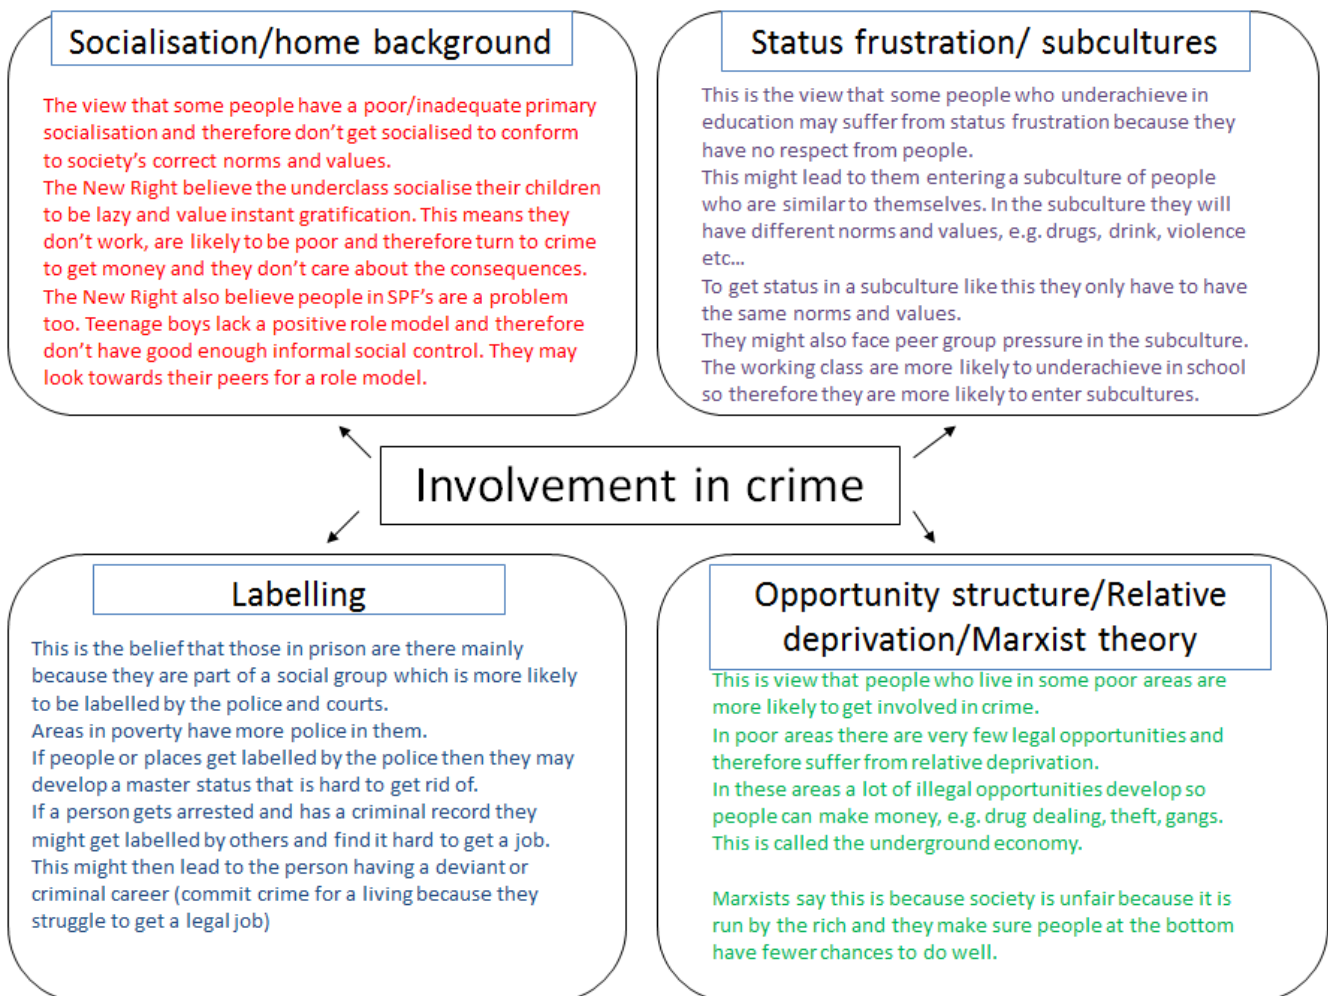 Socialisation/home background
The view that some people have a poor/inadequate primary
socialisation and therefore don't get socialised to conform
to society's correct norms and values.
The New Right believe the underclass socialise their children
to be lazy and value instant gratification. This means they
don't work, are likely to be poor and therefore turn to crime
to get money and they don't care about the consequences.
The New Right also believe people in SPF's are a problem
too. Teenage boys lack a positive role model and therefore
don't have good enough informal social control. They may
look towards their peers for a role model.
Status frustration/ subcultures
This is the view that some people who underachieve in
education may suffer from status frustration because they
have no respect from people.
This might lead to them entering a subculture of people
who are similar to themselves. In the subculture they will
have different norms and values, e.g. drugs, drink, violence
etc...
To get status in a subculture like this they only have to have
the same norms and values.
They might also face peer group pressure in the subculture.
The working class are more likely to underachieve in school
so therefore they are more likely to enter subcultures.
Involvement in crime
Labelling
This is the belief that those in prison are there mainly
because they are part of a social group which is more likely
to be labelled by the police and courts.
Areas in poverty have more police in them.
If people or places get labelled by the police then they may
develop a master status that is hard to get rid of.
If a person gets arrested and has a criminal record they
might get labelled by others and find it hard to get a job.
This might then lead to the person having a deviant or
criminal career (commit crime for a living because they
struggle to get a legal job)
Opportunity structure/Relative
deprivation/Marxist theory
This is view that people who live in some poor areas are
more likely to get involved in crime.
In poor areas there are very few legal opportunities and
therefore suffer from relative deprivation.
In these areas a lot of illegal opportunities develop so
people can make money, e.g. drug dealing, theft, gangs.
This is called the underground economy.
Marxists say this is because society is unfair because it is
run by the rich and they make sure people at the bottom
have fewer chances to do well.